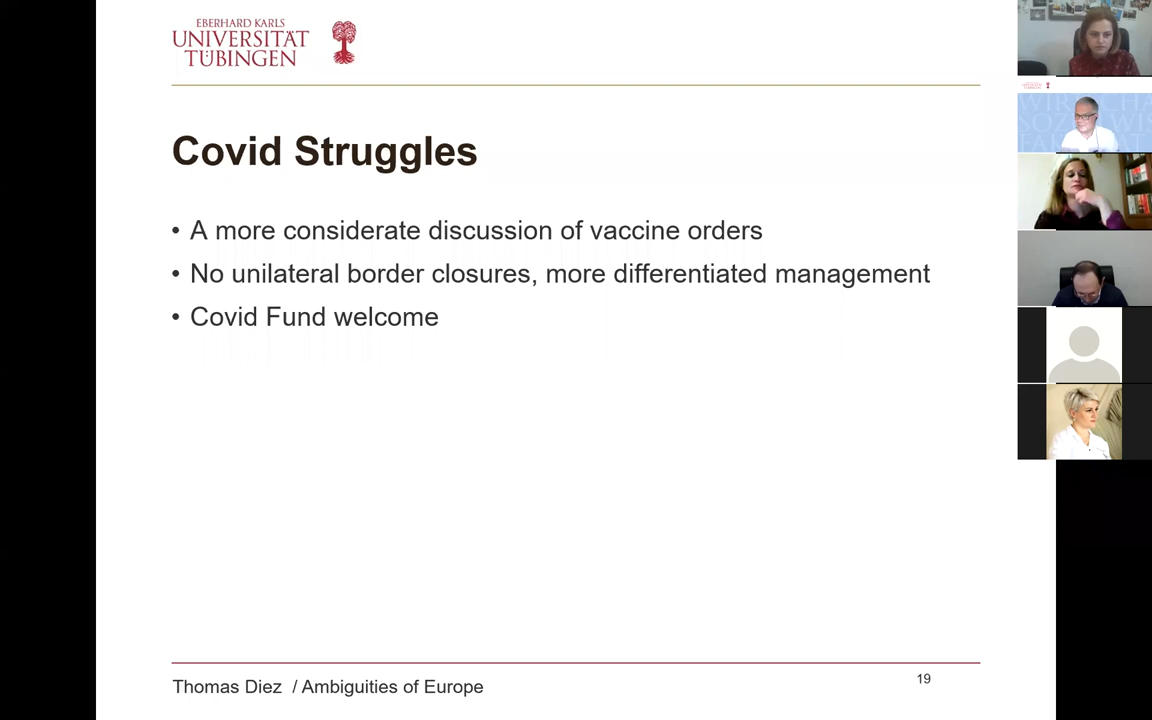 EBERHARD KARLS
UNIVERSITÄT
TÜBINGEN
Covid Struggles
• A more considerate discussion of vaccine orders
• No unilateral border closures, more differentiated management
• Covid Fund welcome
Thomas Diez / Ambiguities of Europe
19